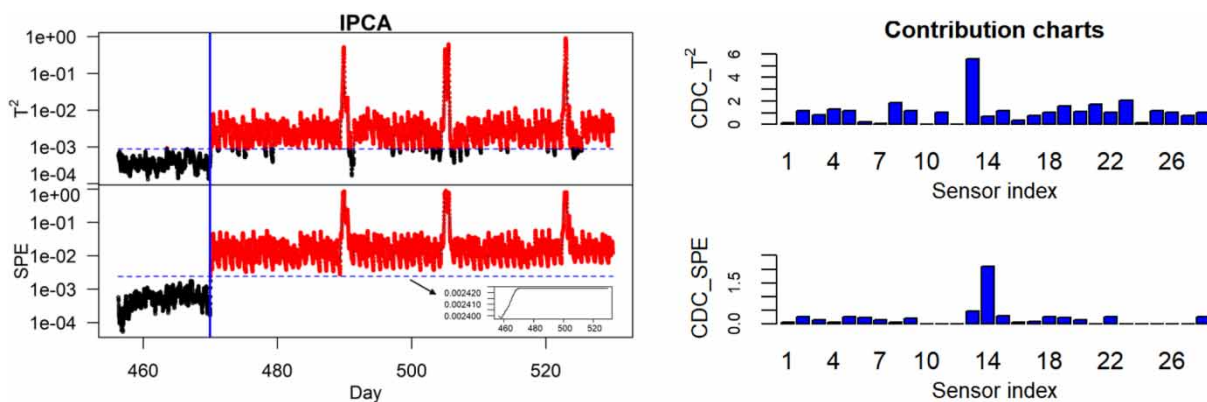 IPCA
T²
1e+00
1e-01
1e-02
1e-03
1e-04
SPE
1e+00
1e-01
1e-02
1e-03
1e-04
0.002420
0.002410
0.002400
460 480 500 520
460 480 500 520
Day
Contribution charts
CDC_T²
0 2 4 6
1 4 7 10 14 18 22 26
Sensor index
CDC_SPE
0.0 1.5
1 4 7 10 14 18 22 26
Sensor index